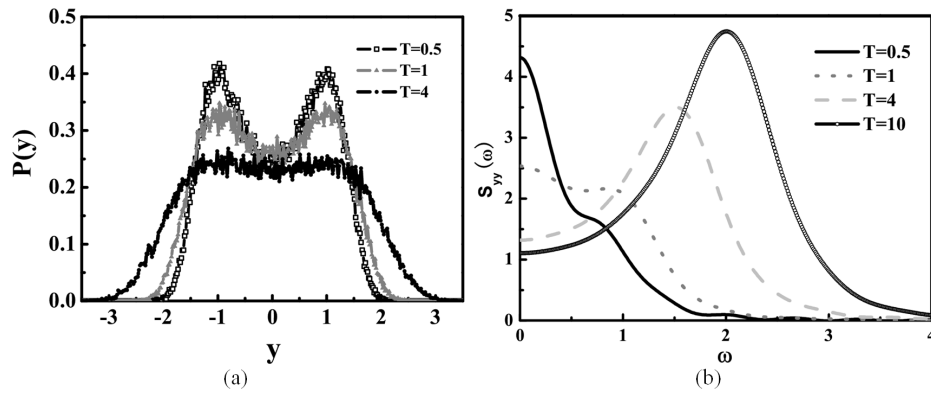 0.5
0.4
0.3
0.2
0.1
0.0
P(y)
-3 -2 -1 0 1 2 3
y
T=0.5
T=1
T=4
(a)
a)
5
4
3
2
1
0
Syy(ω)
0 1 2 3 4
ω
b)
T=0.5
T=1
T=4
T=10
(b)